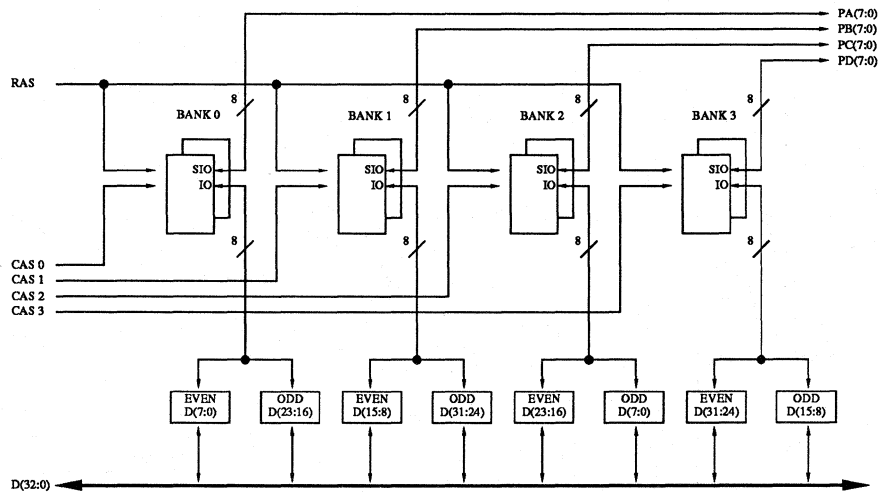 PA(7:0)
PB(7:0)
PC(7:0)
PD(7:0)
RAS
8
8
8
8
BANK 0
BANK 1
BANK 2
BANK 3
SIO
IO
SIO
IO
SIO
IO
SIO
IO
8
8
8
8
CAS 0
CAS 1
CAS 2
CAS 3
EVEN
D(7:0)
ODD
D(23:16)
EVEN
D(15:8)
ODD
D(31:24)
EVEN
D(23:16)
ODD
D(7:0)
EVEN
D(31:24)
ODD
D(15:8)
D(32:0)